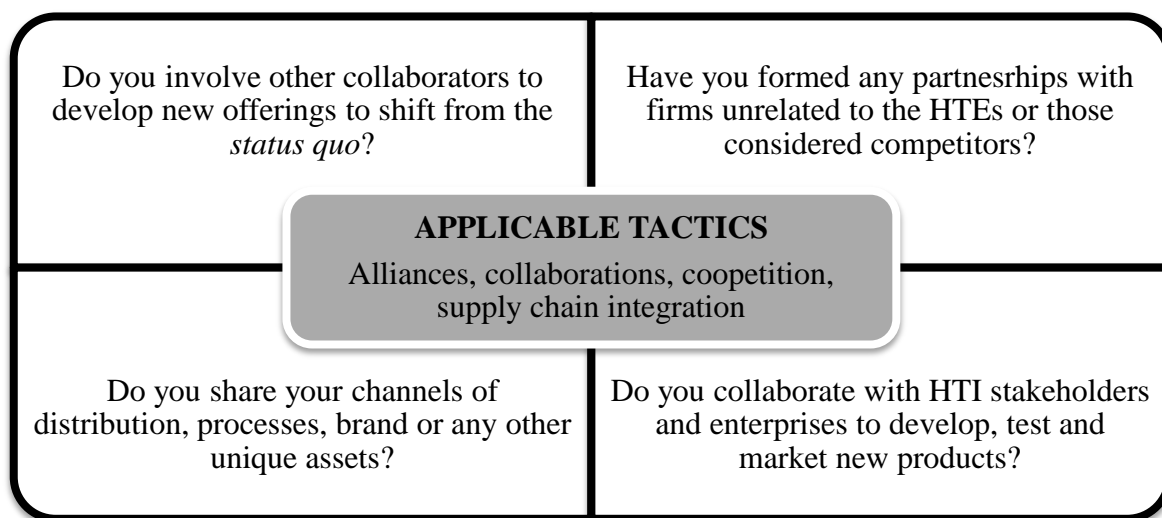 Do you involve other collaborators to
develop new offerings to shift from the
status quo?
Have you formed any partnesrhips with
firms unrelated to the HTEs or those
considered competitors?
APPLICABLE TACTICS
Alliances, collaborations, coopetition,
supply chain integration
Do you share your channels of
distribution, processes, brand or any other
unique assets?
Do you collaborate with HTI stakeholders
and enterprises to develop, test and
market new products?